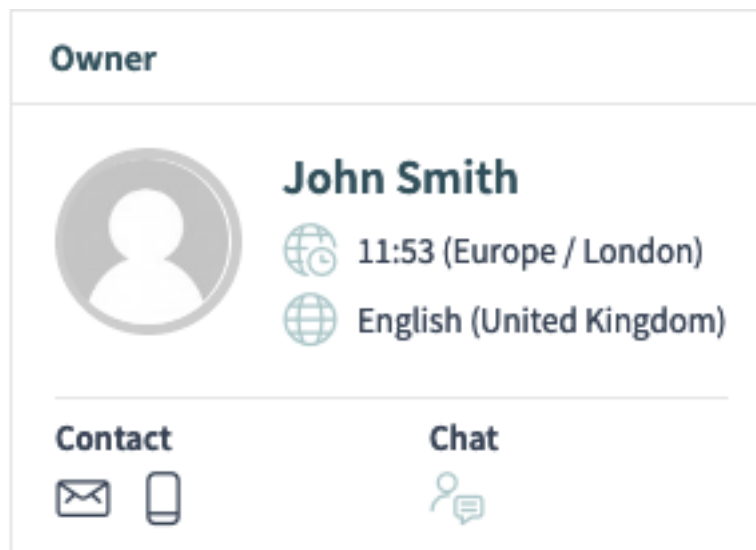 Owner
John Smith
11:53 (Europe / London)
English (United Kingdom)
Contact
Chat